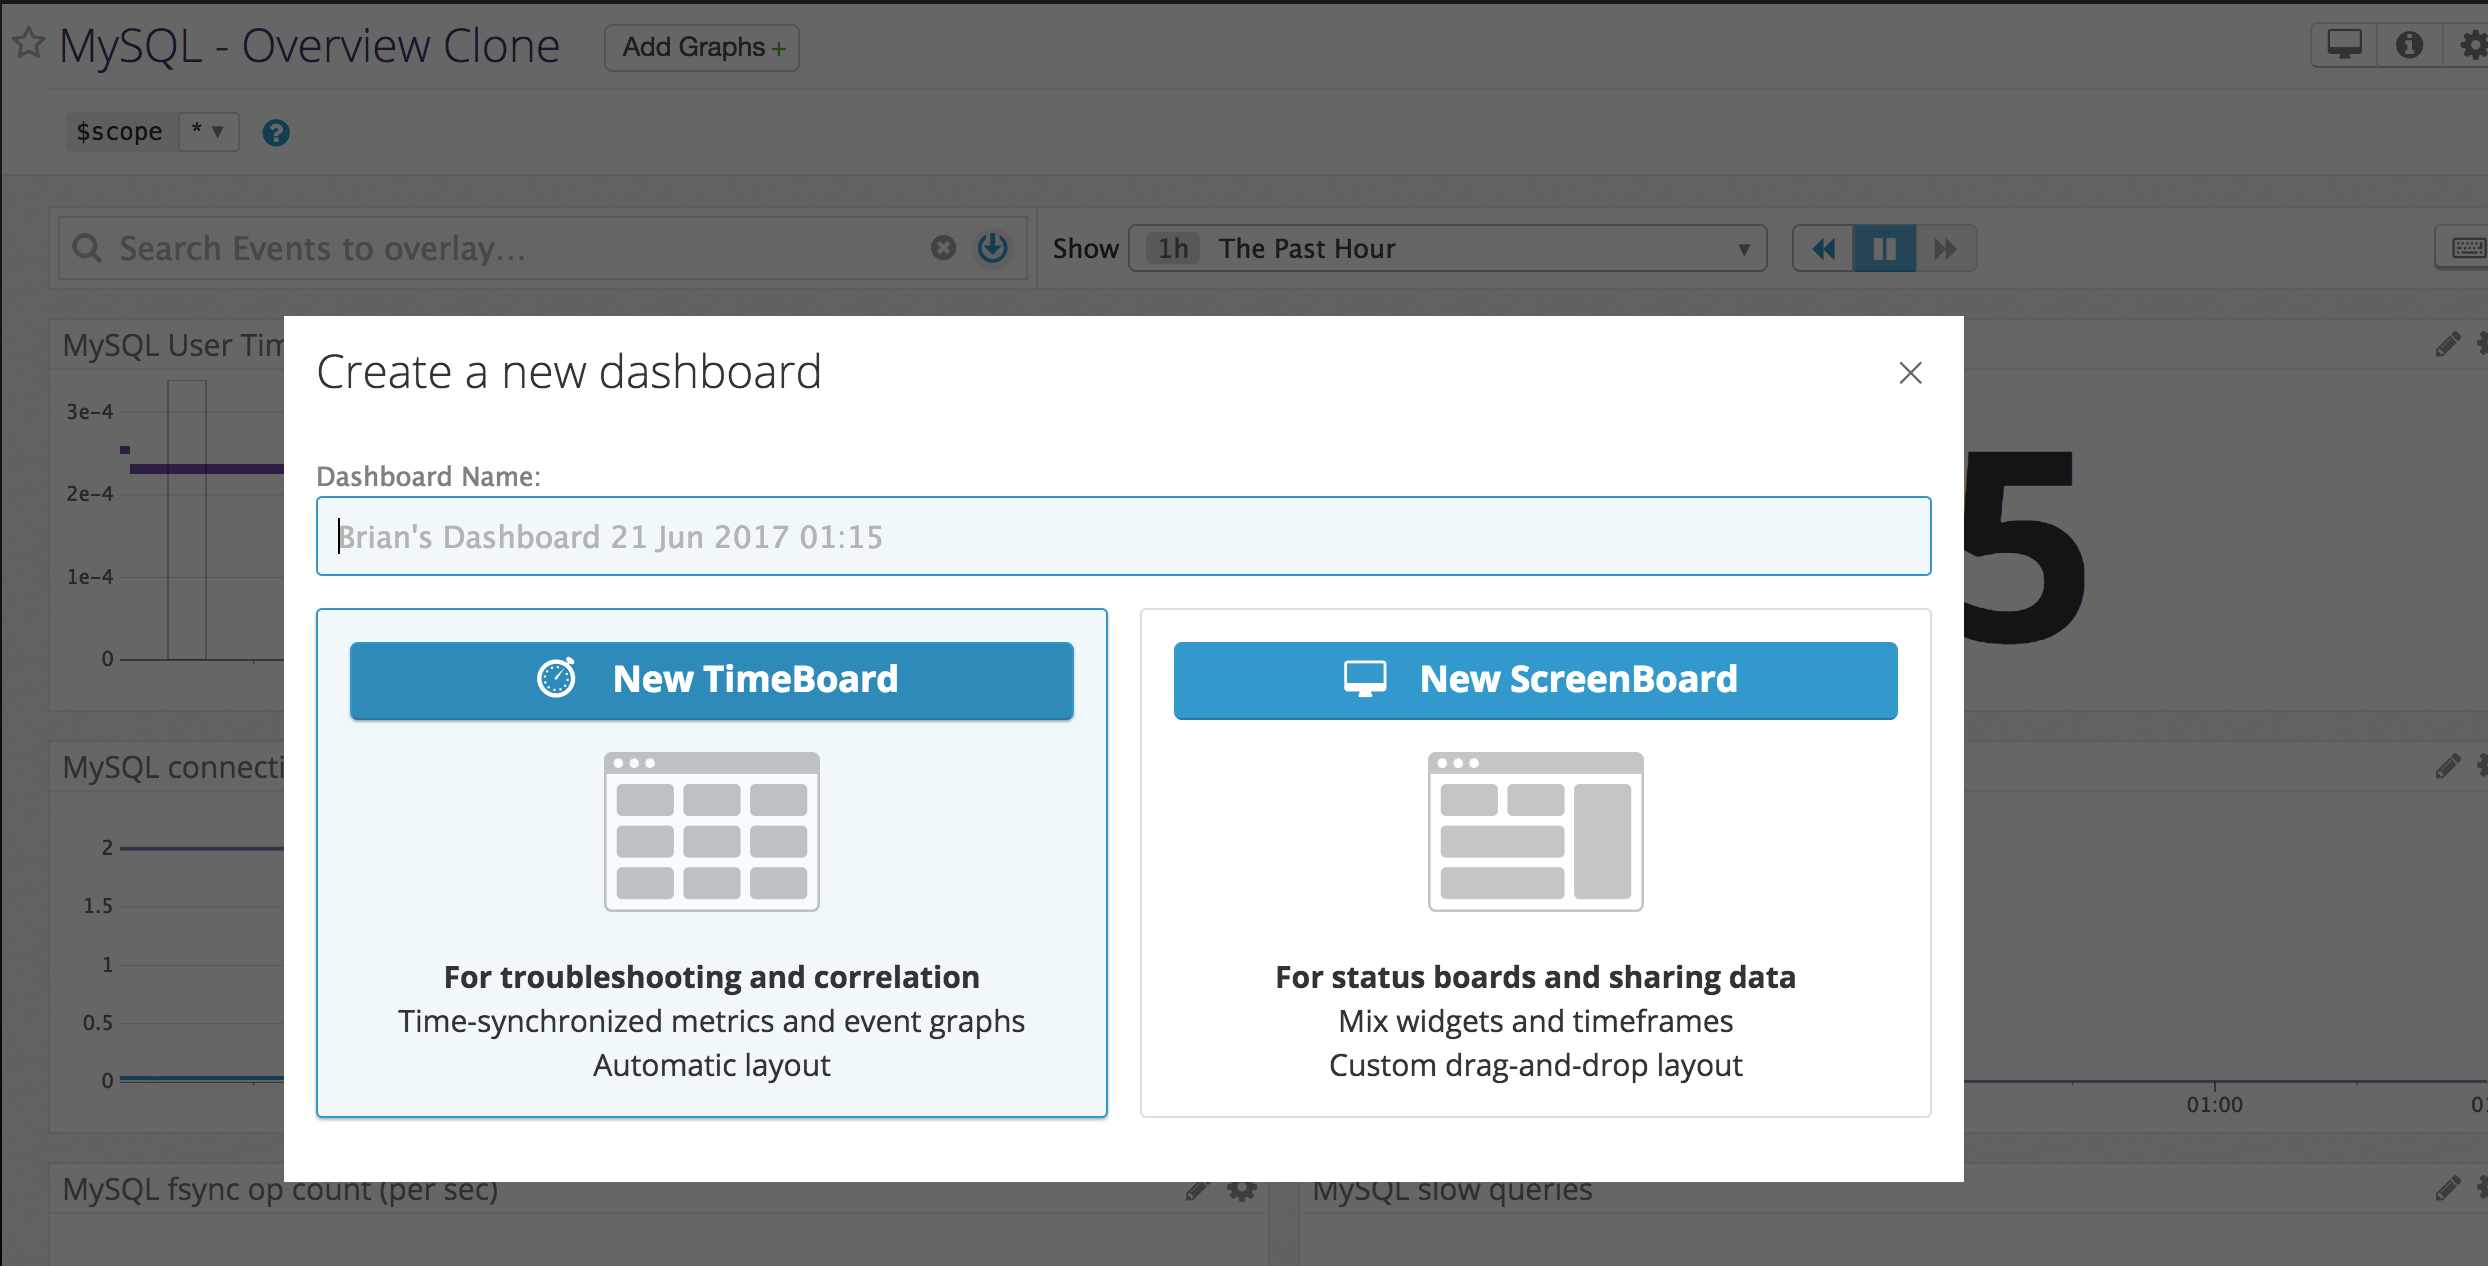 MySQL - Overview Clone
Add Graphs +
$scope * ▼
?
Search Events to overlay...
Show 1h The Past Hour
MySQL User Tim
3e-4
2e-4
1e-4
0
5
Create a new dashboard
Dashboard Name:
Brian's Dashboard 21 Jun 2017 01:15
New TimeBoard
For troubleshooting and correlation
Time-synchronized metrics and event graphs
Automatic layout
New ScreenBoard
For status boards and sharing data
Mix widgets and timeframes
Custom drag-and-drop layout
MySQL connecti
2
1.5
1
0.5
0
01:00
MySQL fsync op count (per sec)
MySQL slow queries